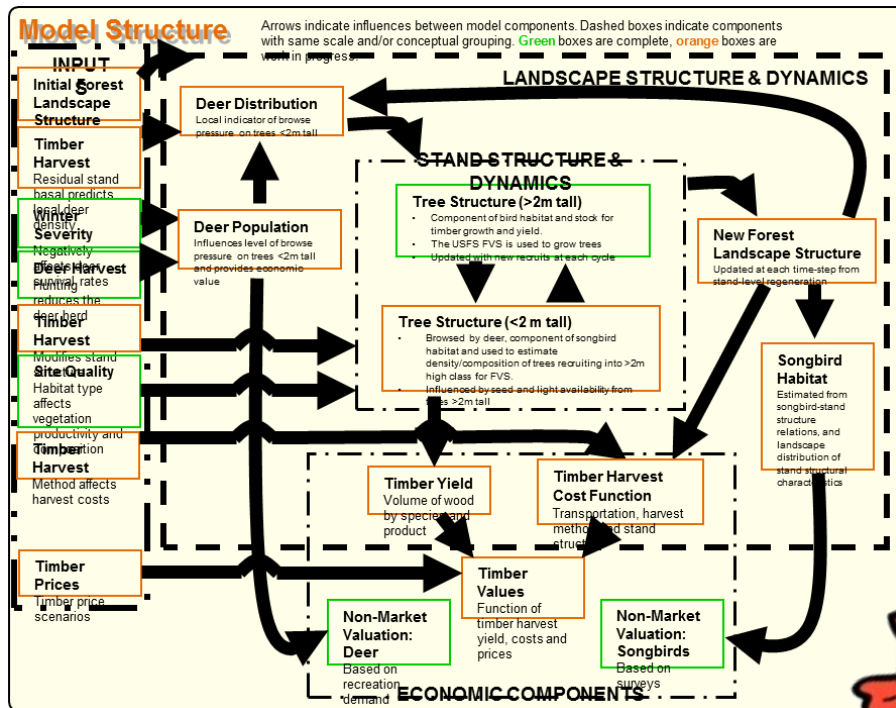 Model Structure
Arrows indicate influences between model components. Dashed boxes indicate components
with same scale and/or conceptual grouping. Green boxes are complete, orange boxes are
work in progress.
INPUT
S
Initial Forest
Landscape
Structure
Timber
Harvest
Residual stand
basal predicts
local deer
density
Winter
Severity
Negatively
affects deer
survival rates
Deer Harvest
Hunting
reduces the
deer herd
Timber
Harvest
Modifies stand
Site Quality
Habitat type
affects
vegetation
productivity and
composition
Timber
Harvest
Method affects
harvest costs
Timber
Prices
Timber price
scenarios
LANDSCAPE STRUCTURE & DYNAMICS
Deer Distribution
Local indicator of browse
pressure on trees <2m tall
Deer Population
Influences level of browse
pressure on trees <2m tall
and provides economic
value
STAND STRUCTURE &
DYNAMICS
Tree Structure (>2m tall)
• Component of bird habitat and stock for
timber growth and yield.
• The USFS FVS is used to grow trees
• Updated with new recruits at each cycle
Tree Structure (<2 m tall)
• Browsed by deer, component of songbird
habitat and used to estimate
density/composition of trees recruiting into >2m
high class for FVS.
• Influenced by seed and light availability from
trees >2m tall
New Forest
Landscape Structure
Updated at each time-step from
stand-level regeneration
Songbird
Habitat
Estimated from
songbird-stand
structure
relations, and
landscape
distribution of
stand structural
characteristics
Timber Yield
Volume of wood
by species and
product
Timber Harvest
Cost Function
Transportation, harvest
method and stand
structure
Timber
Values
Function of
timber harvest
yield, costs and
prices
Non-Market
Valuation:
Deer
Based on
recreation
demand
Non-Market
Valuation:
Songbirds
Based on
surveys
ECONOMIC COMPONENTS